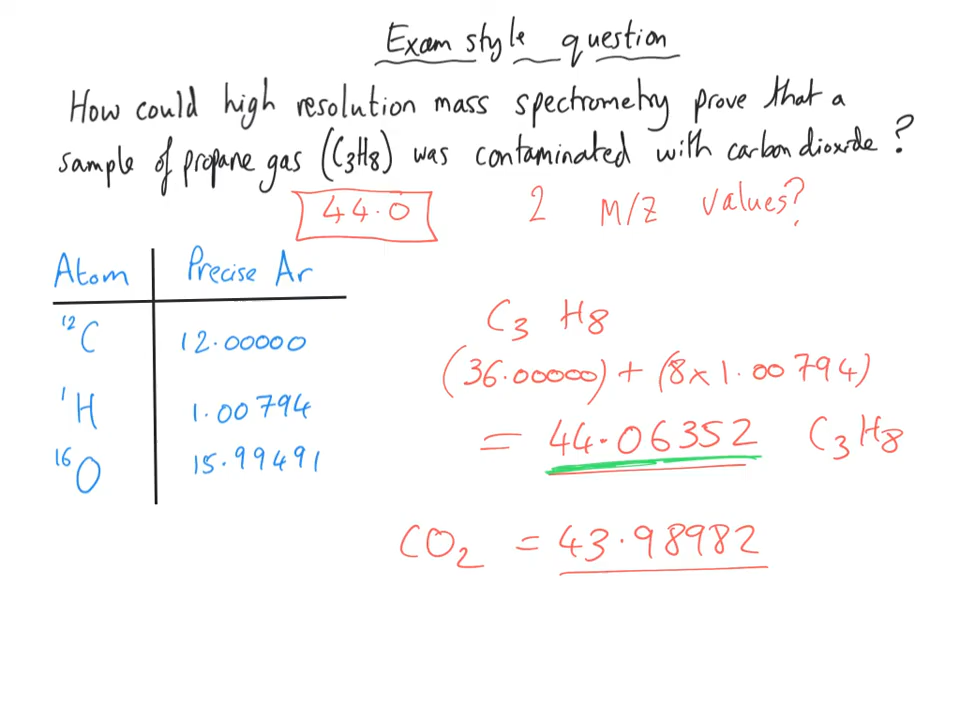 Exam style question
How could high resolution mass spectrometry prove that a
sample of propane gas (C₃H₈) was contaminated with carbon dioxide?
44.0 2 M/Z values?
Atom Precise Ar
¹²C 12.00000
¹H 1.00794
¹⁶O 15.99491
C₃ H₈
(36.00000) + (8 x 1.00794)
= 44.06352 C₃H₈
CO₂ = 43.98982